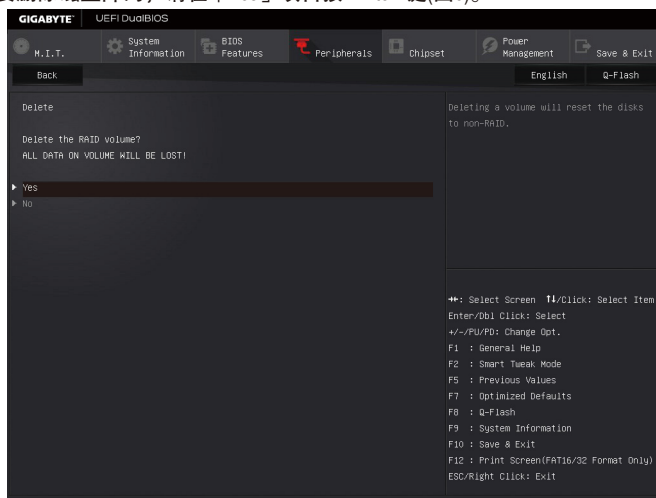 GIGABYTE™ UEFI DualBIOS
M.I.T. System Information BIOS Features Peripherals Chipset Power Management Save & Exit
Back English Q-Flash
Delete
Delete the RAID volume?
ALL DATA ON VOLUME WILL BE LOST!
Yes
No
Deleting a volume will reset the disks
to non-RAID.
→←: Select Screen ↑↓/Click: Select Item
Enter/Dbl Click: Select
+/-/PU/PD: Change Opt.
F1 : General Help
F2 : Smart Tweak Mode
F5 : Previous Values
F7 : Optimized Defaults
F8 : Q-Flash
F9 : System Information
F10 : Save & Exit
F12 : Print Screen(FAT16/32 Format Only)
ESC/Right Click: Exit